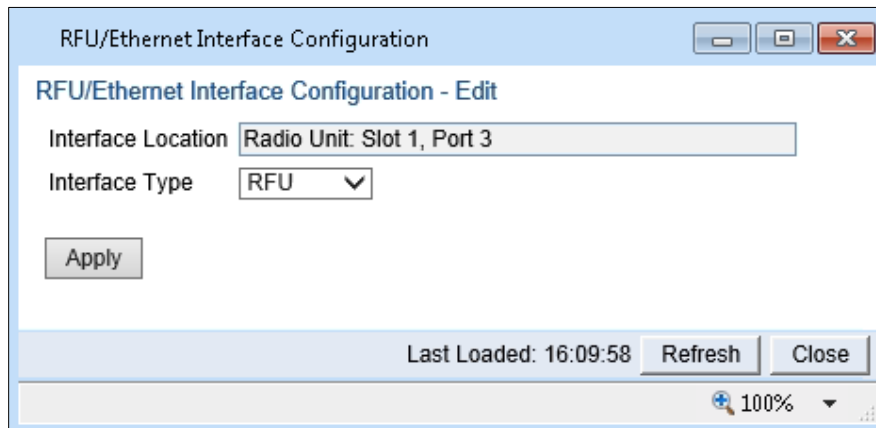 RFU/Ethernet Interface Configuration
RFU/Ethernet Interface Configuration - Edit
Interface Location Radio Unit: Slot 1, Port 3
Interface Type RFU
Apply
Last Loaded: 16:09:58 Refresh Close
100%